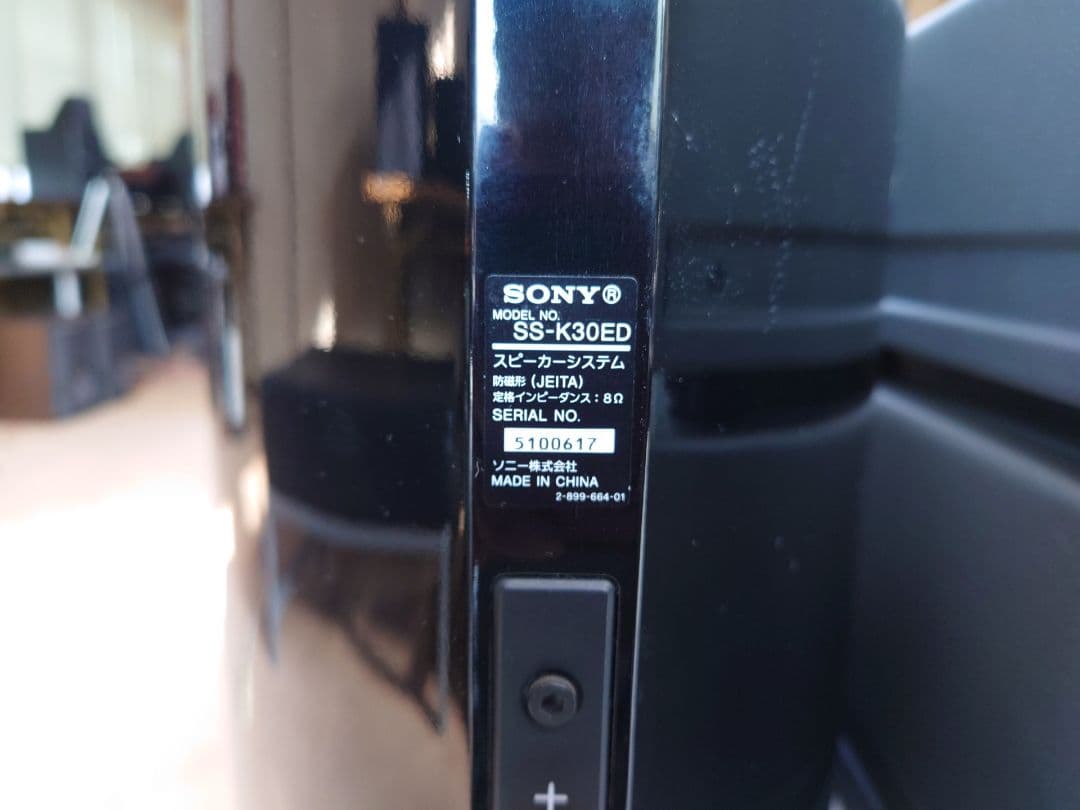 SONY®
MODEL NO.
SS-K30ED
スピーカーシステム
防磁形 (JEITA)
定格インピーダンス：8Ω
SERIAL NO.
5100617
ソニー株式会社
MADE IN CHINA
2-899-664-01
+